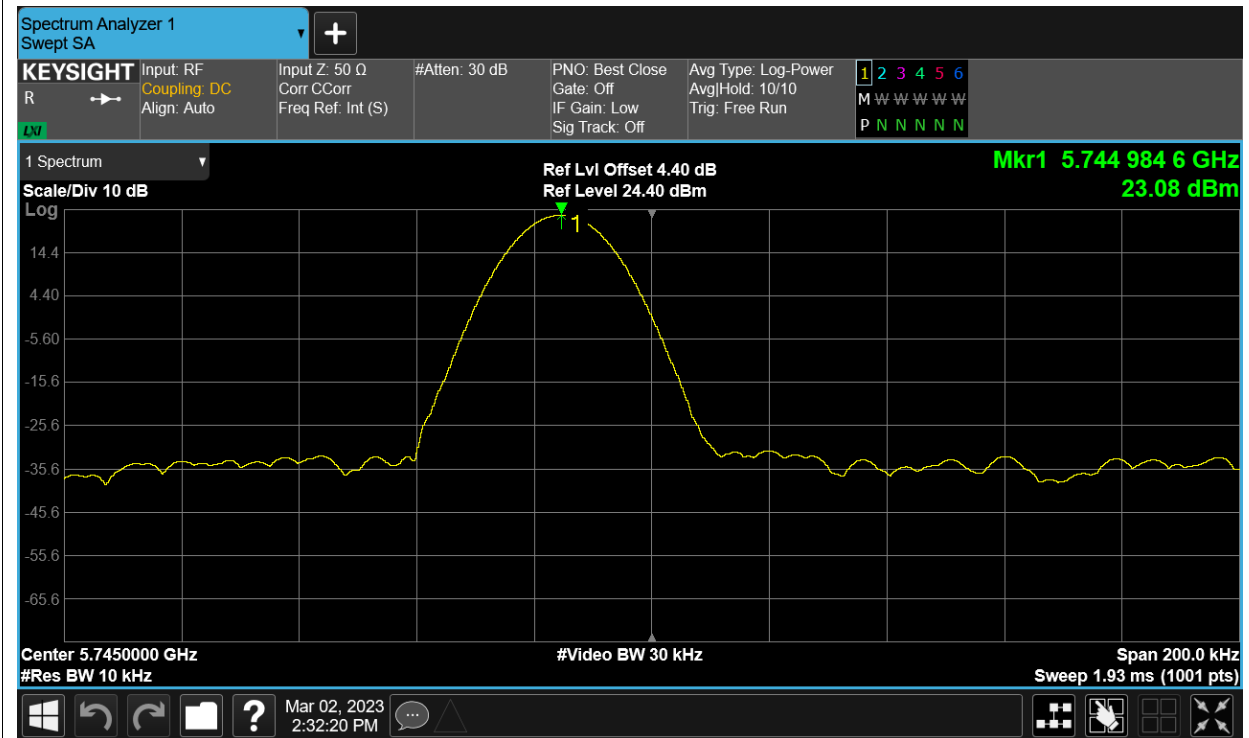 Spectrum Analyzer 1
Swept SA
KEYSIGHT
R
LXI
Input: RF
Coupling: DC
Align: Auto
Input Z: 50 Ω
Corr CCorr
Freq Ref: Int (S)
#Atten: 30 dB
PNO: Best Close
Gate: Off
IF Gain: Low
Sig Track: Off
Avg Type: Log-Power
Avg|Hold: 10/10
Trig: Free Run
1 2 3 4 5 6
M W W W W W
P N N N N N
1 Spectrum
Scale/Div 10 dB
Ref Lvl Offset 4.40 dB
Ref Level 24.40 dBm
Mkr1 5.744 984 6 GHz
23.08 dBm
Log
1
14.4
4.40
-5.60
-15.6
-25.6
-35.6
-45.6
-55.6
-65.6
Center 5.7450000 GHz
#Video BW 30 kHz
Span 200.0 kHz
#Res BW 10 kHz
Sweep 1.93 ms (1001 pts)
?
Mar 02, 2023
2:32:20 PM